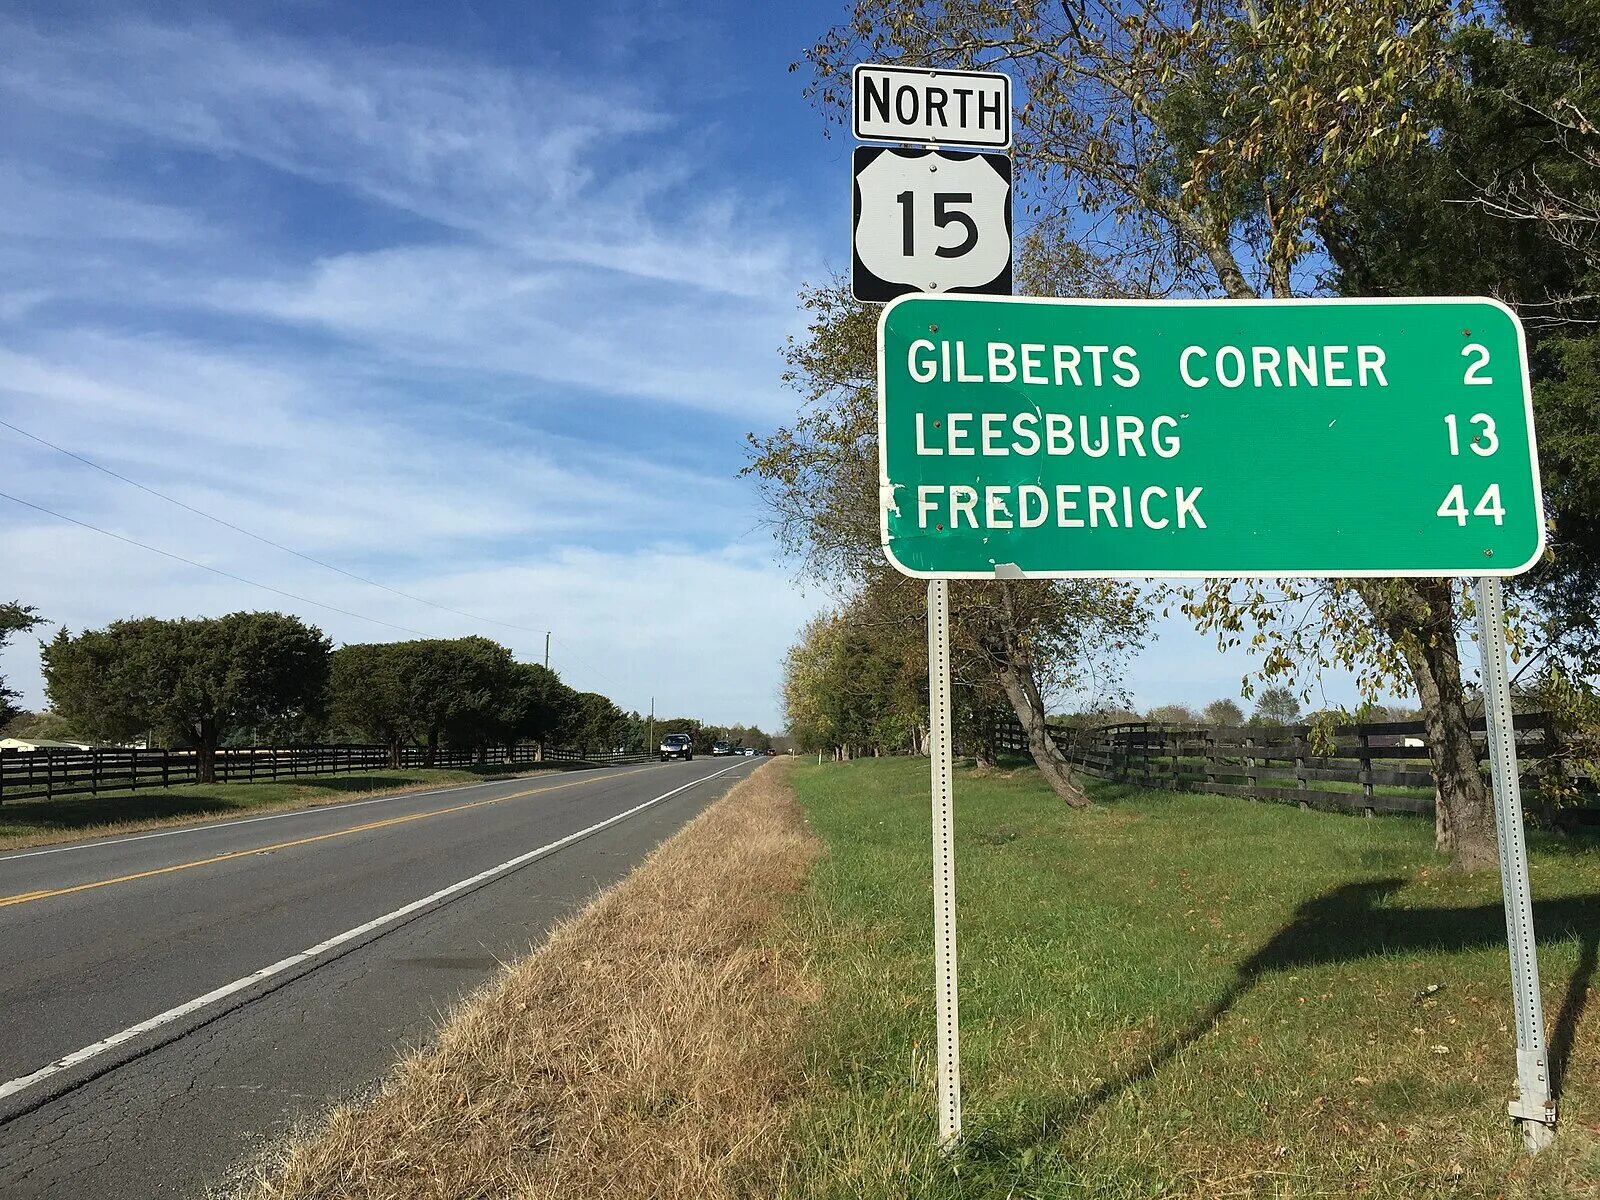 NORTH
15
GILBERTS CORNER 2
LEESBURG 13
FREDERICK 44